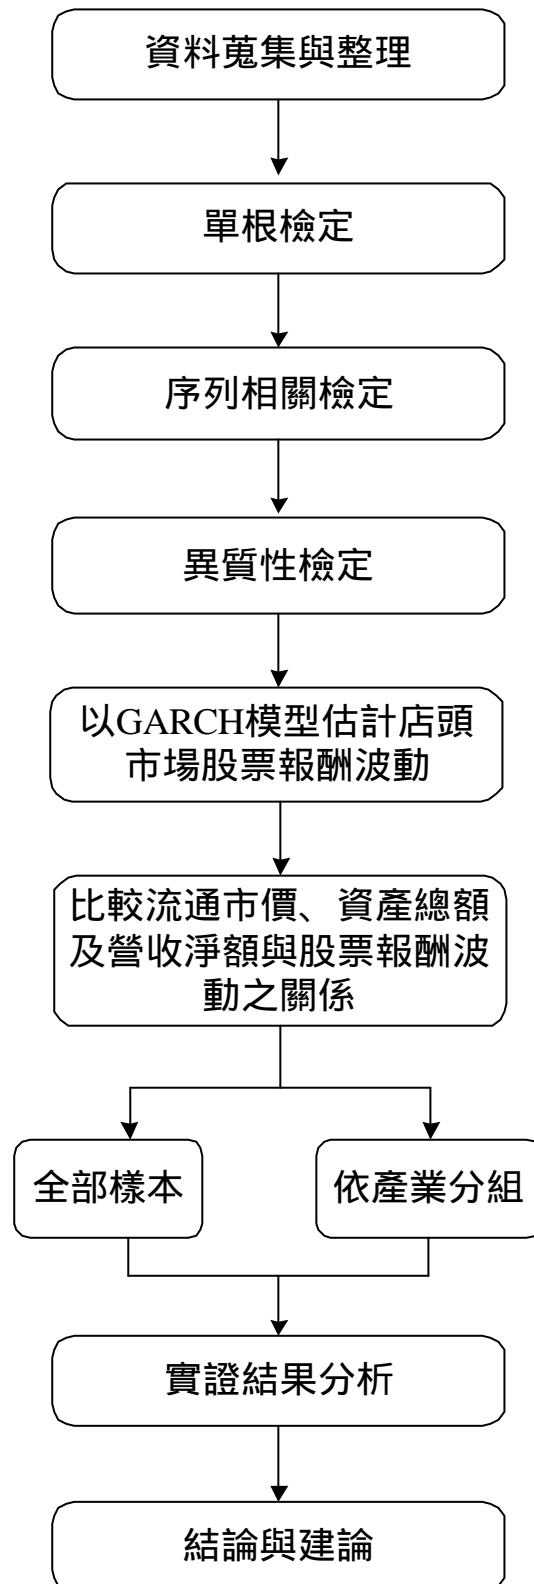 資料蒐集與整理
單根檢定
序列相關檢定
異質性檢定
以GARCH模型估計店頭
市場股票報酬波動
比較流通市價、資產總額
及營收淨額與股票報酬波
動之關係
全部樣本
依產業分組
實證結果分析
結論與建論